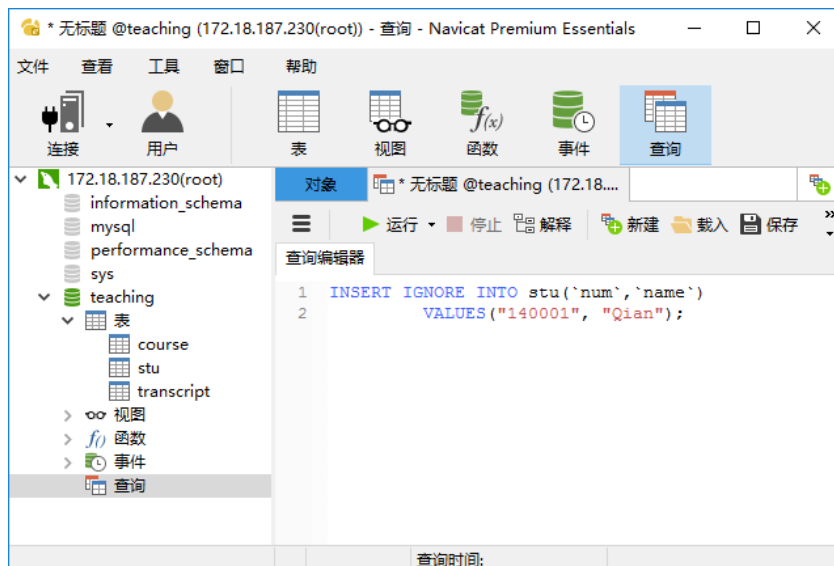 * 无标题 @teaching (172.18.187.230(root)) - 查询 - Navicat Premium Essentials
文件 查看 工具 窗口 帮助
连接 用户 表 视图 f(x) 函数 事件 查询
172.18.187.230(root)
information_schema
mysql
performance_schema
sys
teaching
表
course
stu
transcript
视图
f() 函数
事件
查询
对象 * 无标题 @teaching (172.18....
运行 停止 解释 新建 载入 保存
查询编辑器
1 INSERT IGNORE INTO stu(`num`,`name`)
2 VALUES("140001", "Qian");
查询时间: